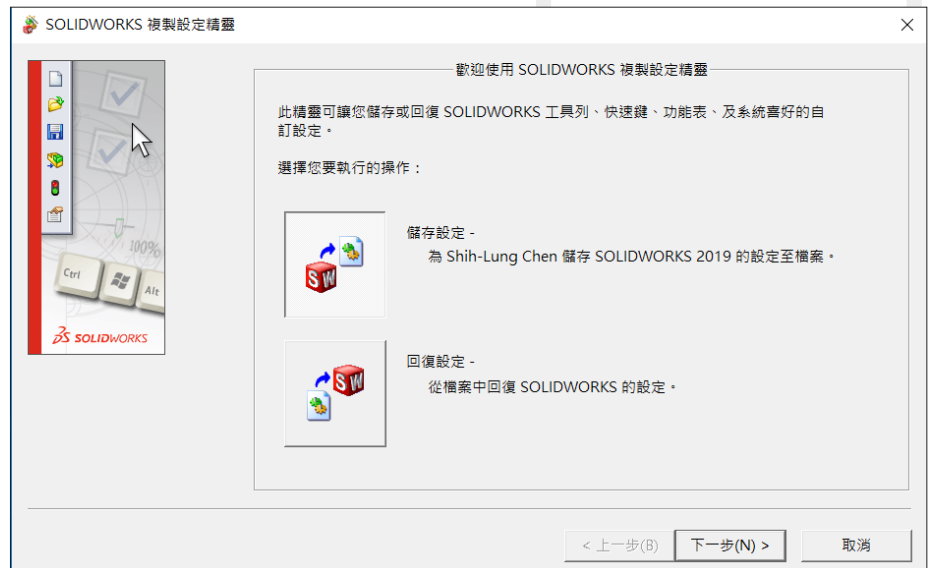 SOLIDWORKS 複製設定精靈
歡迎使用 SOLIDWORKS 複製設定精靈
此精靈可讓您儲存或回復 SOLIDWORKS 工具列、快速鍵、功能表、及系統喜好的自
訂設定。
選擇您要執行的操作：
100%
Ctrl
Alt
SOLIDWORKS
SW
儲存設定 -
為 Shih-Lung Chen 儲存 SOLIDWORKS 2019 的設定至檔案。
SW
回復設定 -
從檔案中回復 SOLIDWORKS 的設定。
< 上一步(B)
下一步(N) >
取消